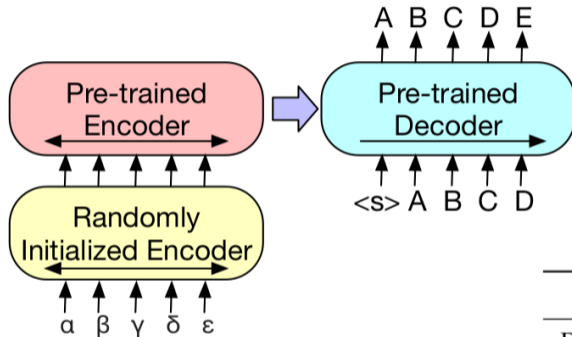 A B C D E
Pre-trained
Encoder
Pre-trained
Decoder
<s> A B C D
Randomly
Initialized Encoder
α β γ δ ε